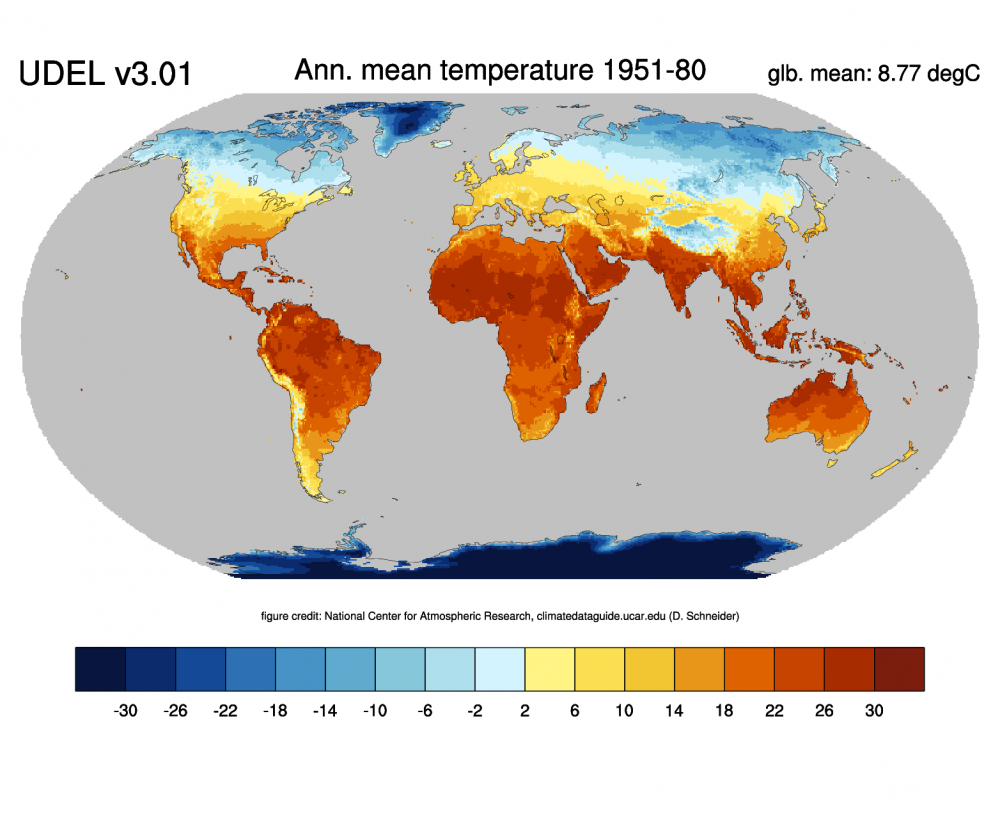 UDEL v3.01
Ann. mean temperature 1951-80
glb. mean: 8.77 degC
figure credit: National Center for Atmospheric Research, climatedataguide.ucar.edu (D. Schneider)
-30 -26 -22 -18 -14 -10 -6 -2 2 6 10 14 18 22 26 30